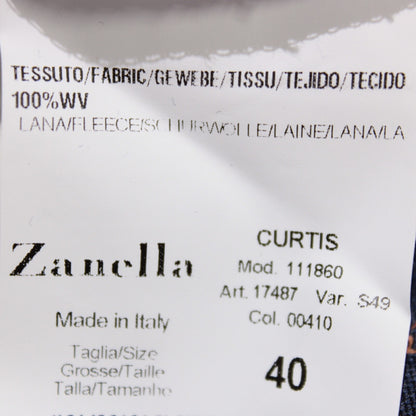 TESSUTO/FABRIC/GEWEBE/TISSU/TEJIDO/TECIDO
100%WV
LANA/FLEECE/SCHURWOLLE/LAINE/LANA/LA
Zanella
CURTIS
Mod. 111860
Art. 17487 Var. S49
Col. 00410
Made in Italy
Taglia/Size
Grosse/Taille
Talla/Tamanho
40